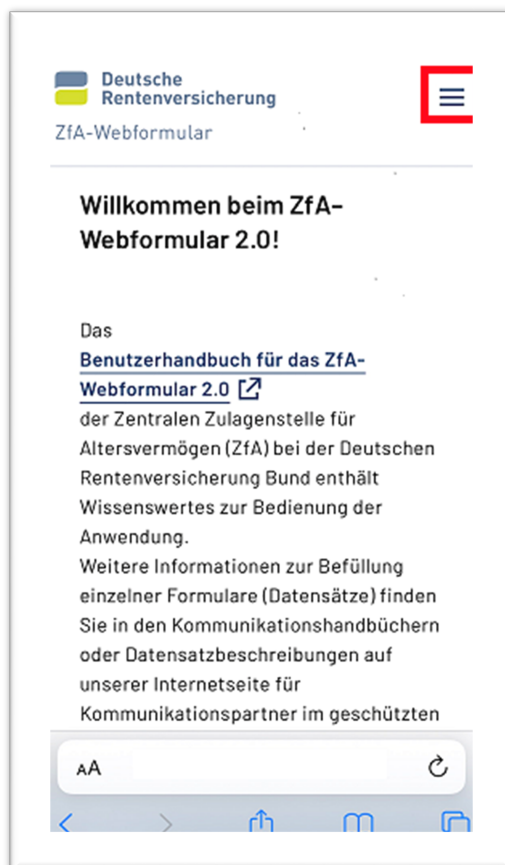 Deutsche
Rentenversicherung
ZfA-Webformular
Willkommen beim ZfA-
Webformular 2.0!
Das
Benutzerhandbuch für das ZfA-
Webformular 2.0
der Zentralen Zulagenstelle für
Altersvermögen (ZfA) bei der Deutschen
Rentenversicherung Bund enthält
Wissenswertes zur Bedienung der
Anwendung.
Weitere Informationen zur Befüllung
einzelner Formulare (Datensätze) finden
Sie in den Kommunikationshandbüchern
oder Datensatzbeschreibungen auf
unserer Internetseite für
Kommunikationspartner im geschützten
AA